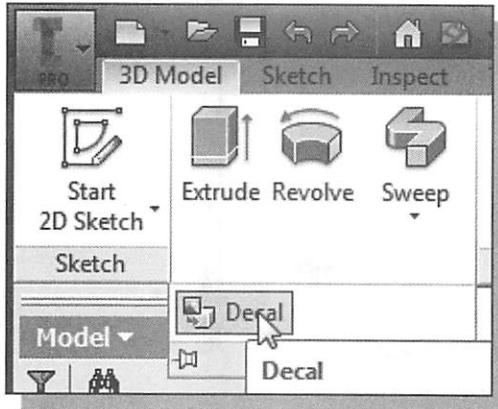 PRO
3D Model Sketch Inspect
Start
2D Sketch
Extrude Revolve Sweep
Sketch
Decal
Model
Decal